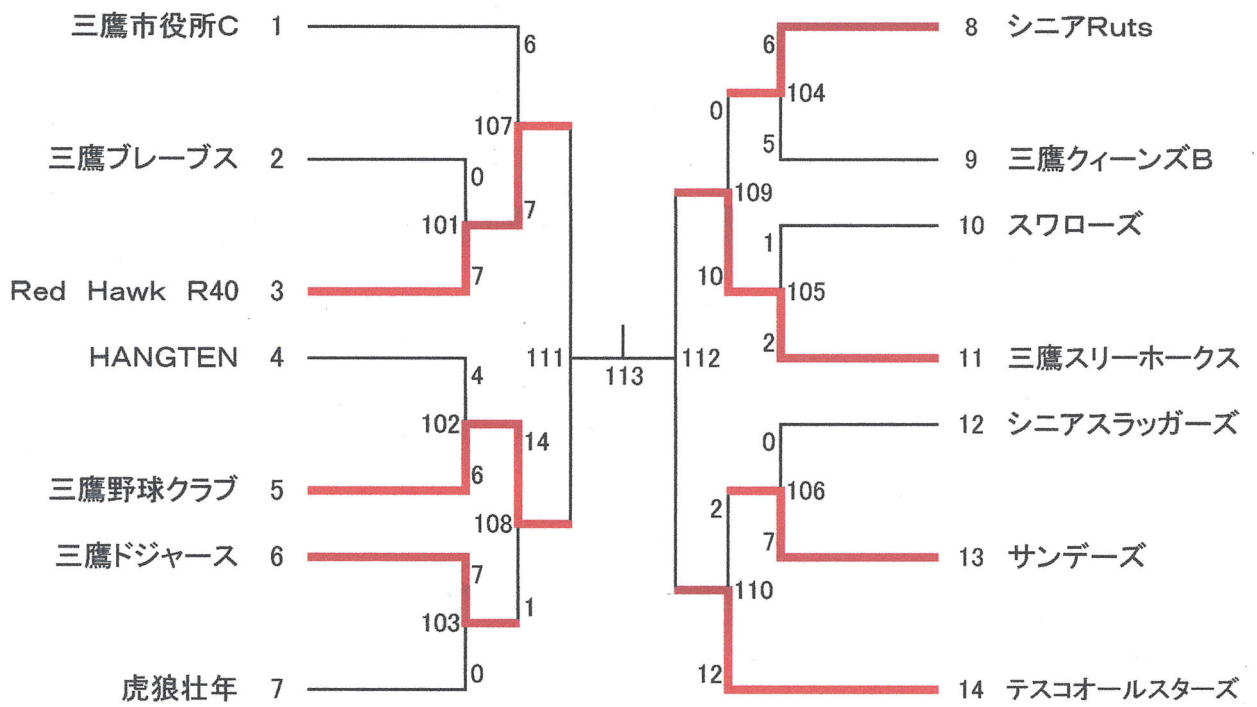 三鷹市役所C 1
6
107
三鷹ブレーブス 2
0
101
7
7
Red Hawk R40 3
HANGTEN 4
4
102
14
6
三鷹野球クラブ 5
108
三鷹ドジャース 6
7
103
1
0
虎狼壮年 7
111
113
112
6
8 シニアRuts
104
0
5
9 三鷹クィーンズB
109
1
10 スワローズ
10
105
2
11 三鷹スリーホークス
0
12 シニアスラッガーズ
106
2
7
13 サンデーズ
110
12
14 テスコオールスターズ